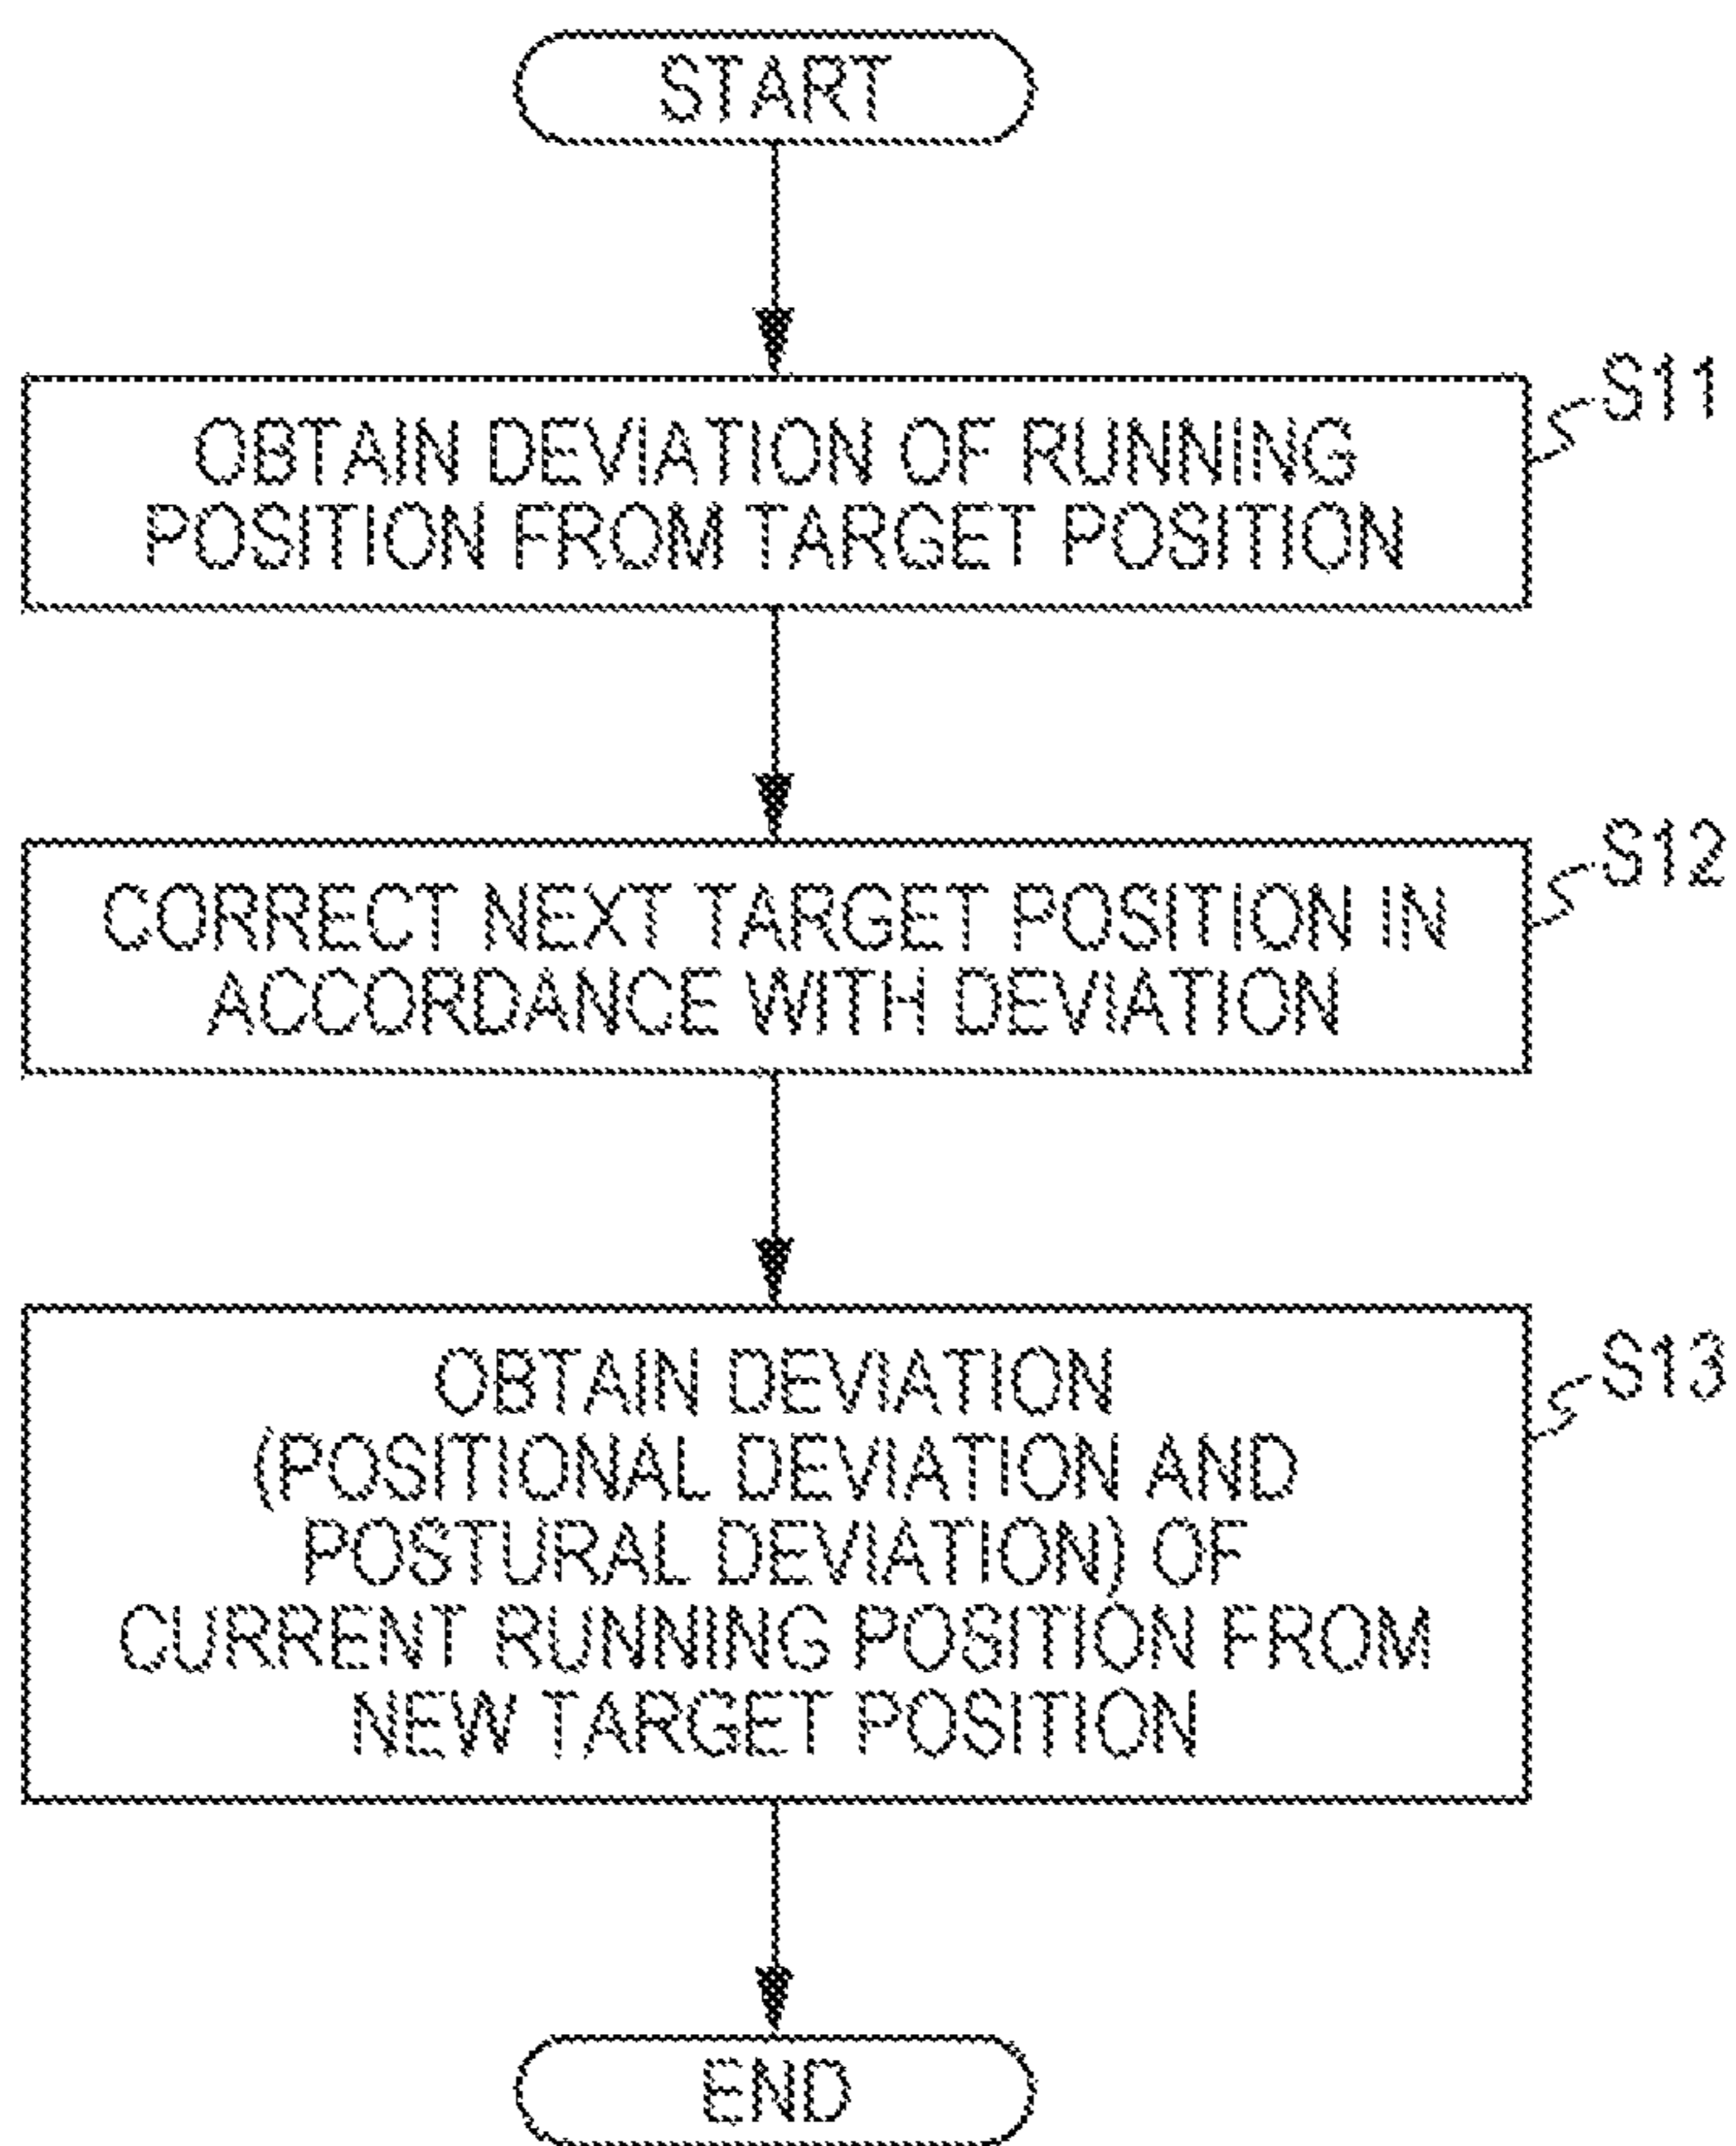 START
S11
OBTAIN DEVIATION OF RUNNING
POSITION FROM TARGET POSITION
S12
CORRECT NEXT TARGET POSITION IN
ACCORDANCE WITH DEVIATION
S13
OBTAIN DEVIATION
(POSITIONAL DEVIATION AND
POSTURAL DEVIATION) OF
CURRENT RUNNING POSITION FROM
NEW TARGET POSITION
END